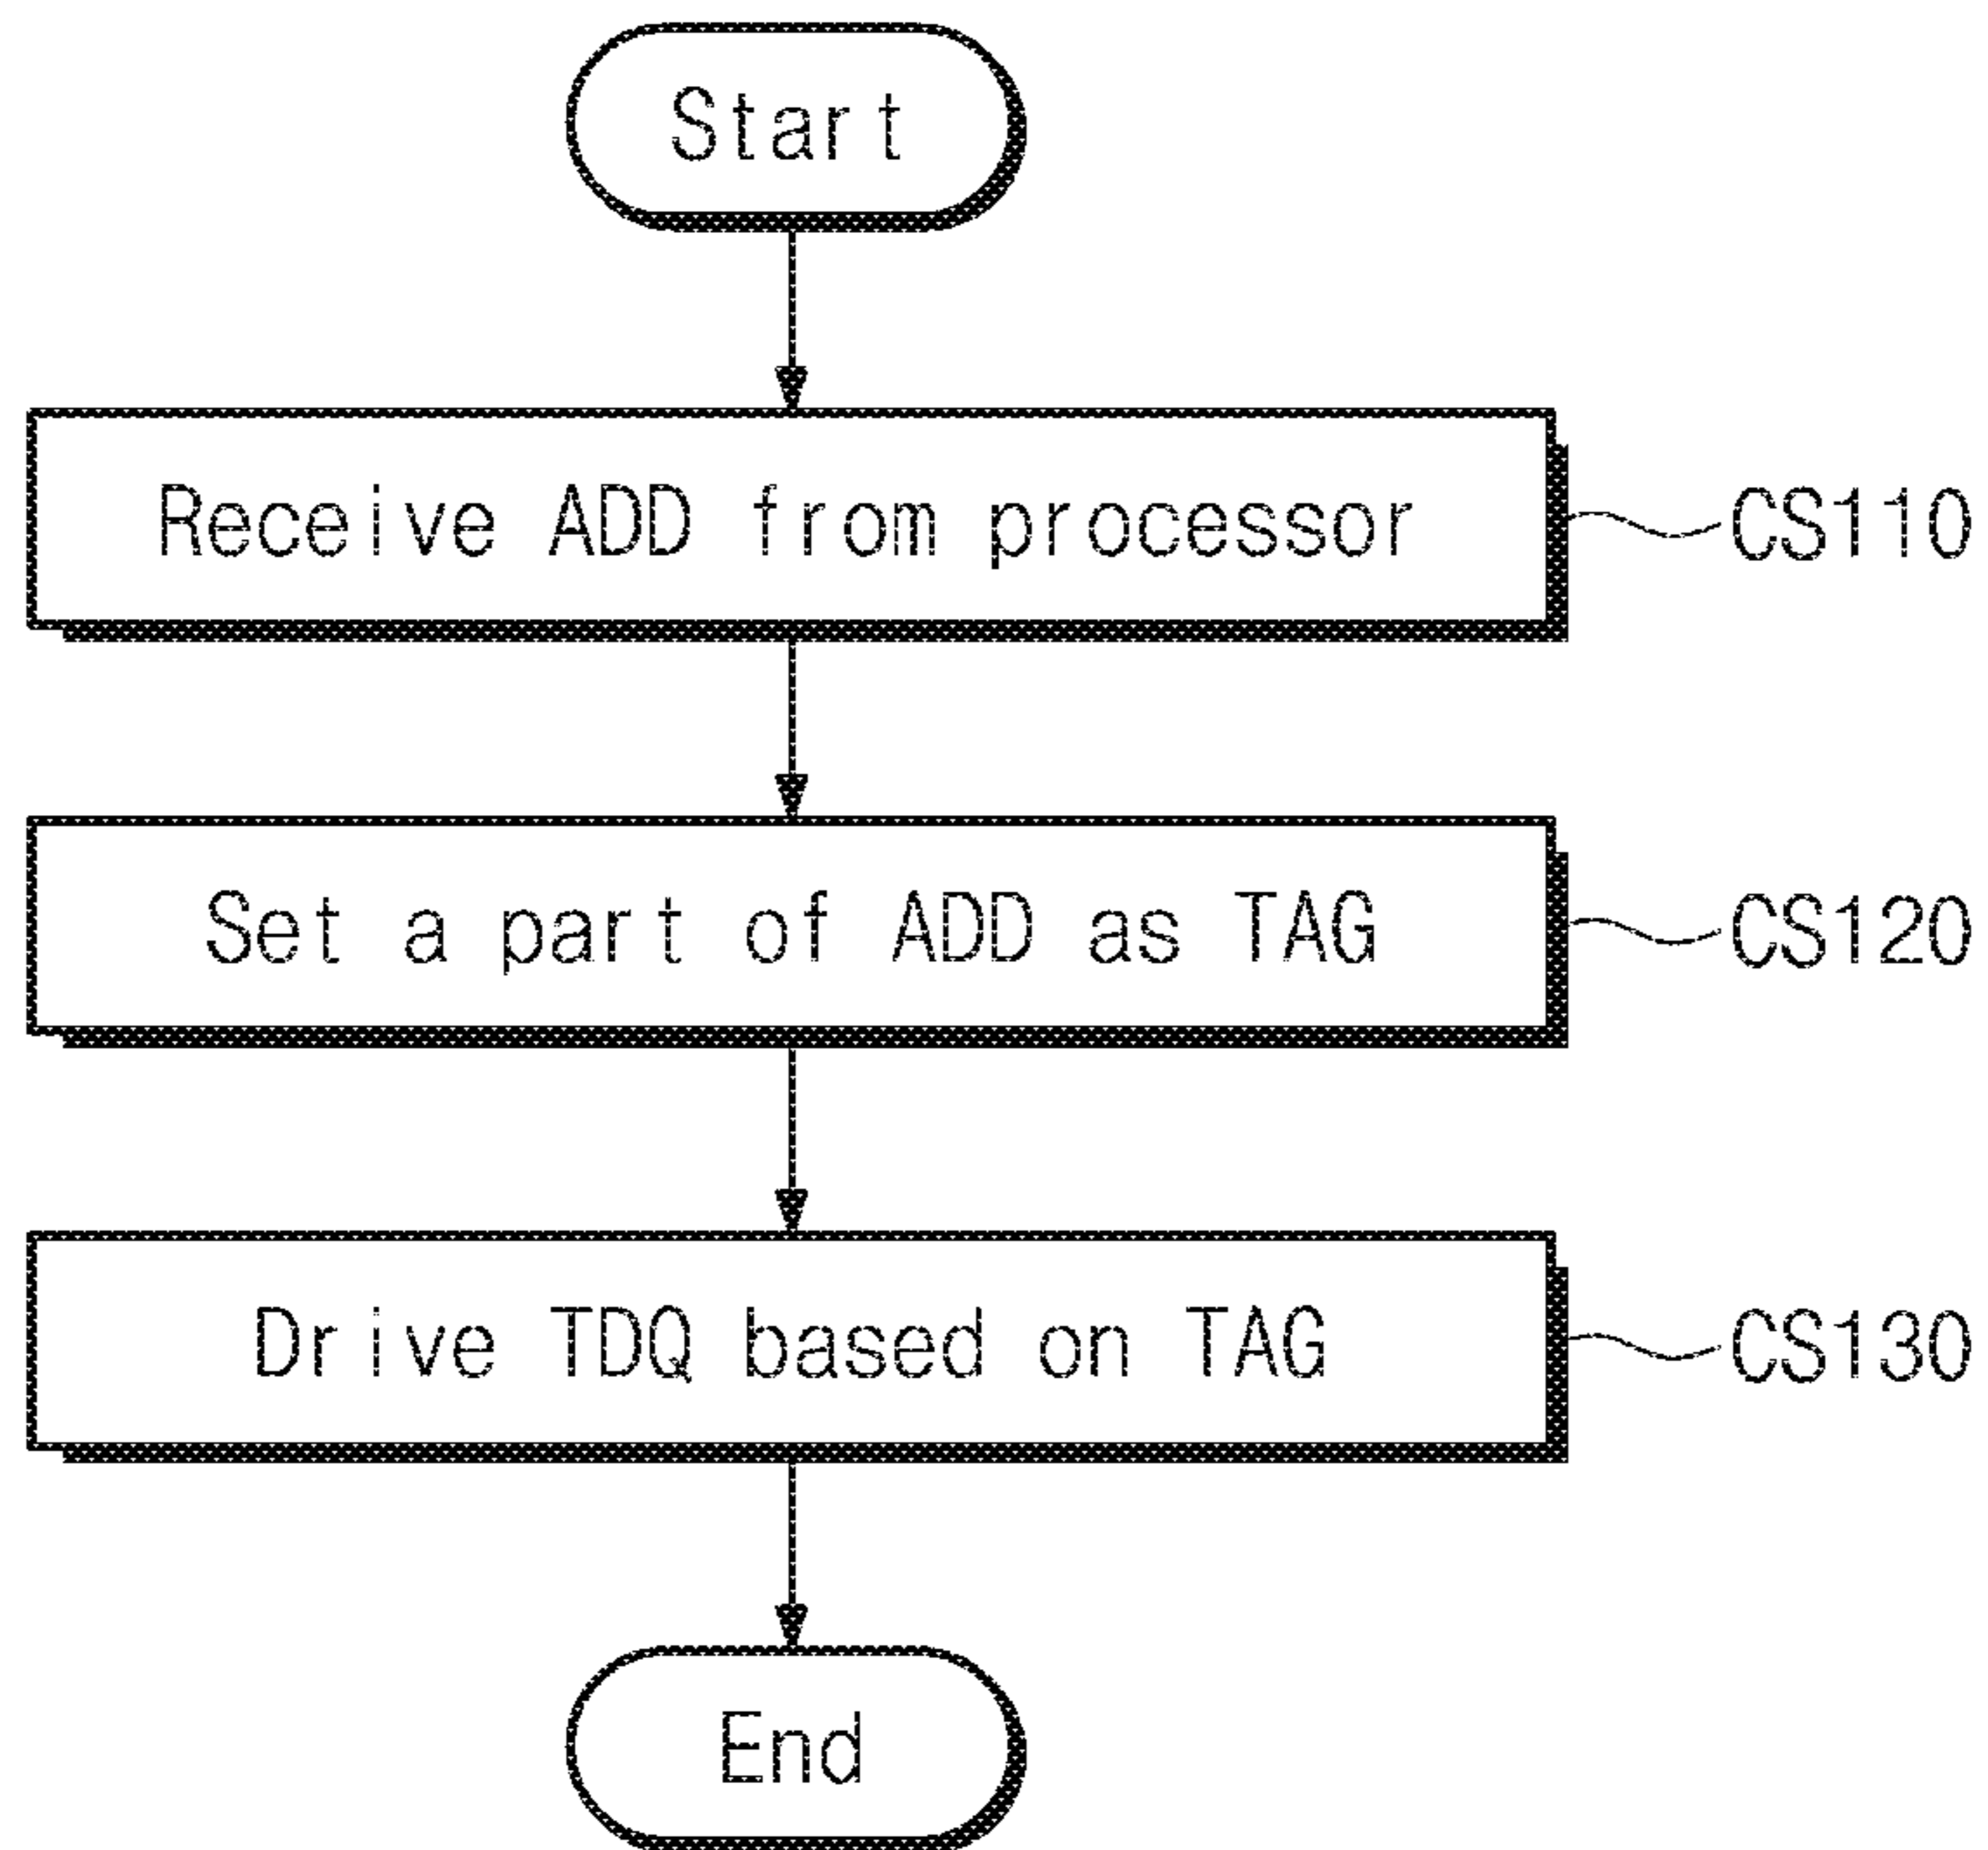 Start
Receive ADD from processor
CS110
Set a part of ADD as TAG
CS120
Drive TDQ based on TAG
CS130
End